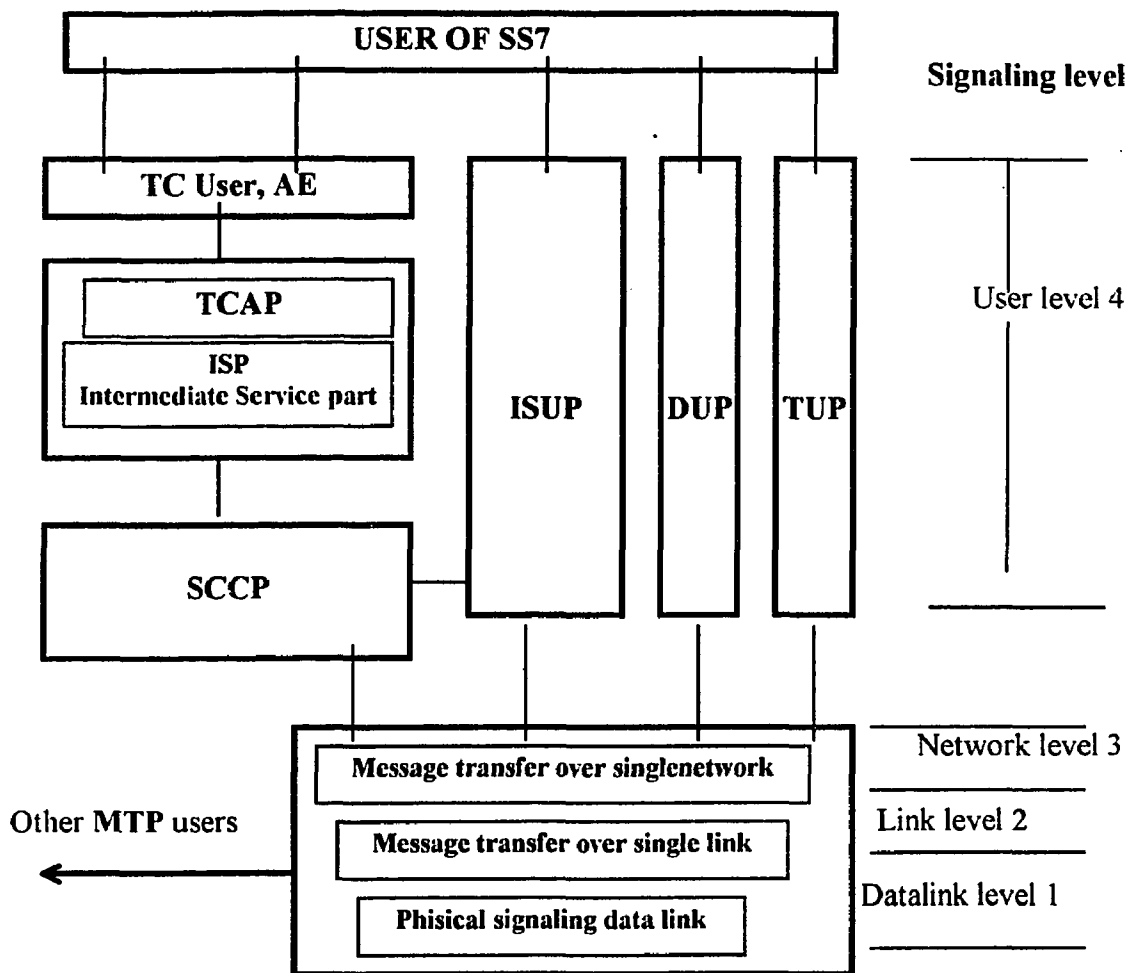 USER OF SS7
Signaling level
TC User, AE
TCAP
ISP
Intermediate Service part
ISUP
DUP
TUP
User level 4
SCCP
Message transfer over singlenetwork
Network level 3
Other MTP users
Message transfer over single link
Link level 2
Phisical signaling data link
Datalink level 1